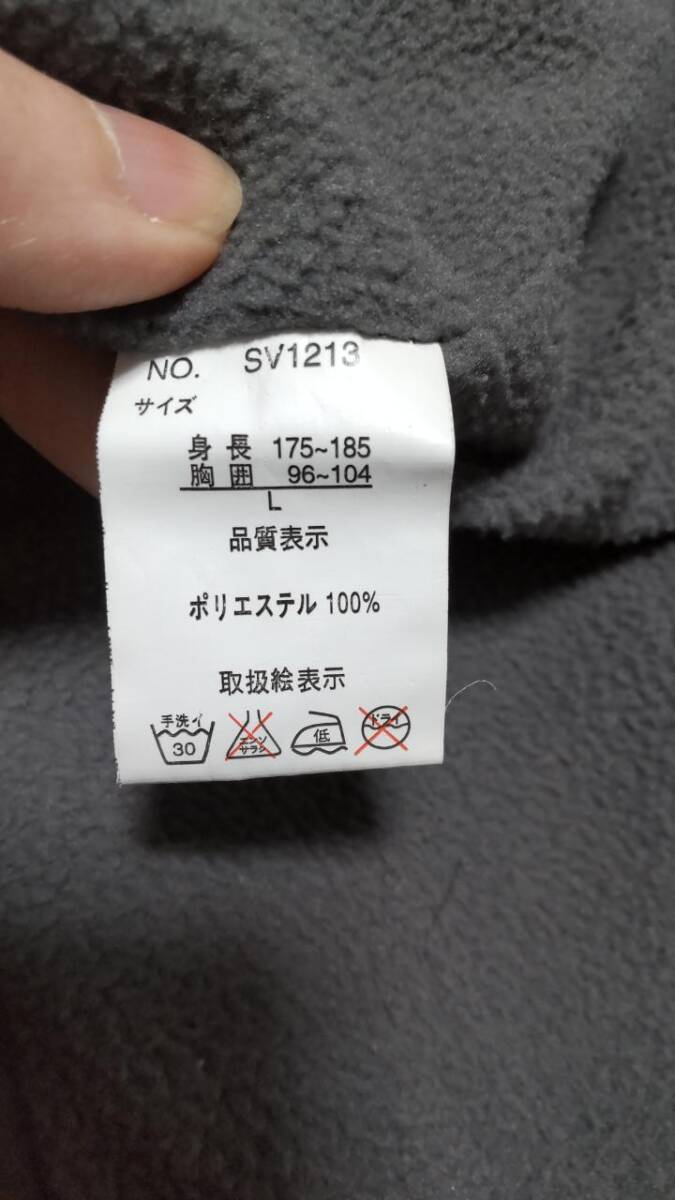 NO. SV1213
サイズ
身長 175~185
胸囲 96~104
L
品質表示
ポリエステル 100%
取扱絵表示
手洗イ 30 エンソサラシ 低 ドライ